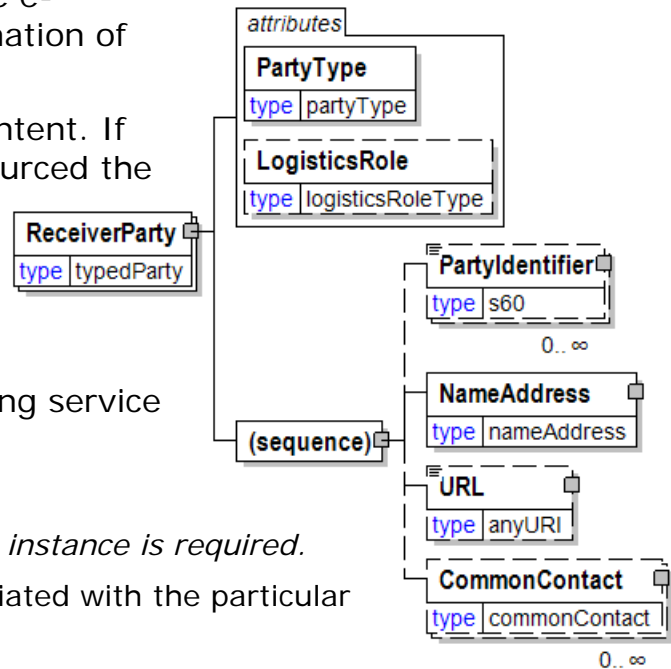 e e-
nation of
ntent. If
urced the
ng service
instance is required.
iated with the particular
attributes
PartyType
type partyType
LogisticsRole
type logisticsRoleType
ReceiverParty
type typedParty
(sequence)
PartyIdentifier
type s60
0.. ∞
NameAddress
type nameAddress
URL
type anyURI
CommonContact
type commonContact
0.. ∞